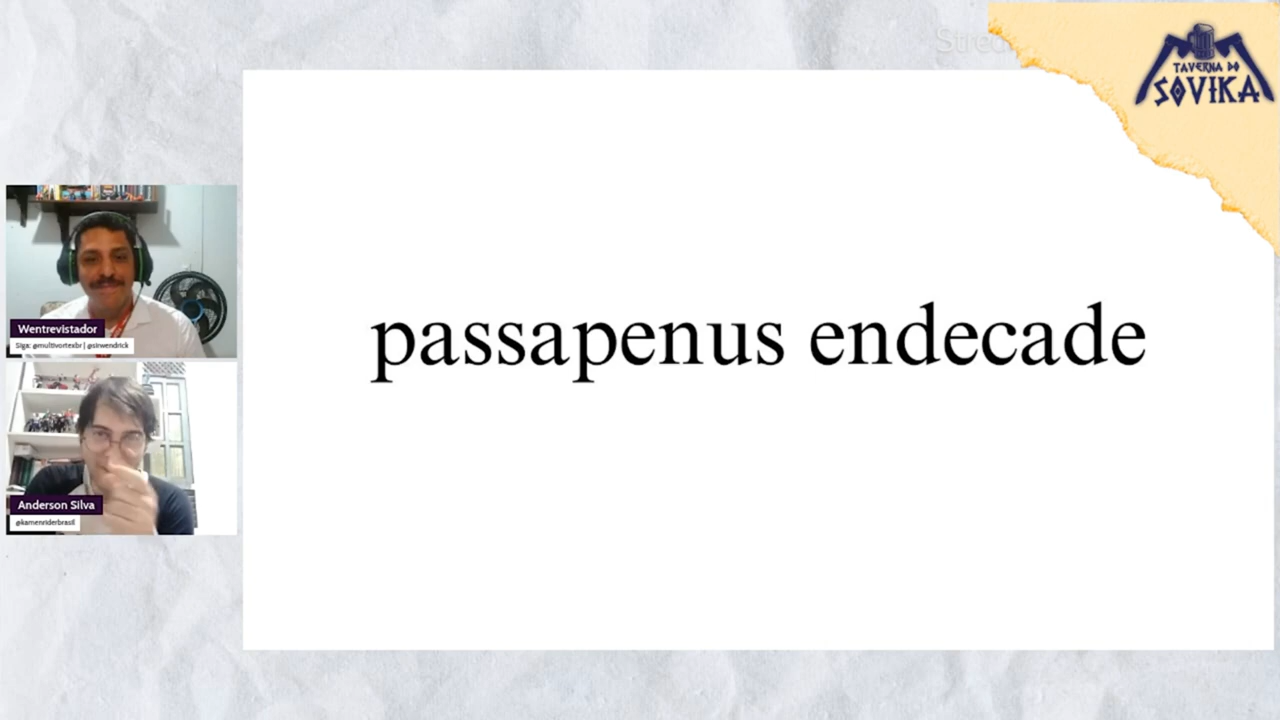 TAVERNA DO
SOVIKA
passapenus endecade
Wentrevistador
Siga: @multivortexbr | @sirwendrick
Anderson Silva
@kamenriderbrasil